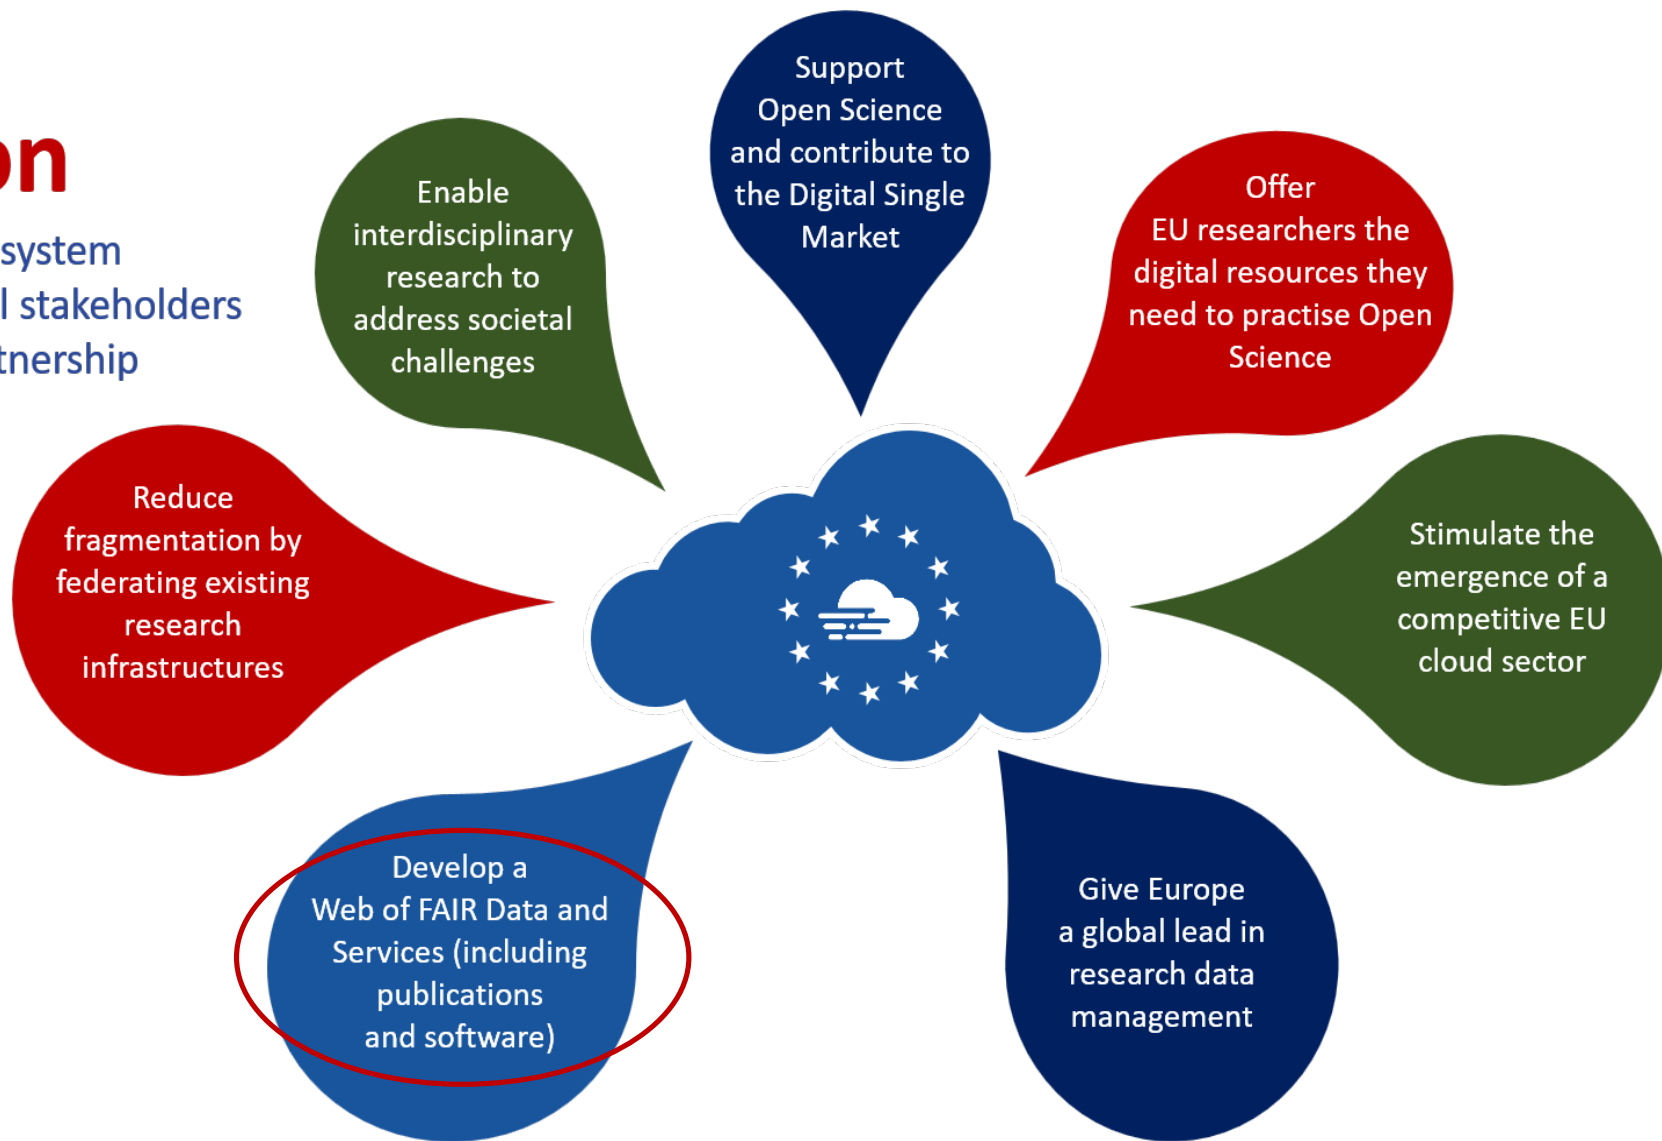 on
system
l stakeholders
tnership
Support
Open Science
and contribute to
the Digital Single
Market
Enable
interdisciplinary
research to
address societal
challenges
Offer
EU researchers the
digital resources they
need to practise Open
Science
Reduce
fragmentation by
federating existing
research
infrastructures
Stimulate the
emergence of a
competitive EU
cloud sector
Develop a
Web of FAIR Data and
Services (including
publications
and software)
Give Europe
a global lead in
research data
management